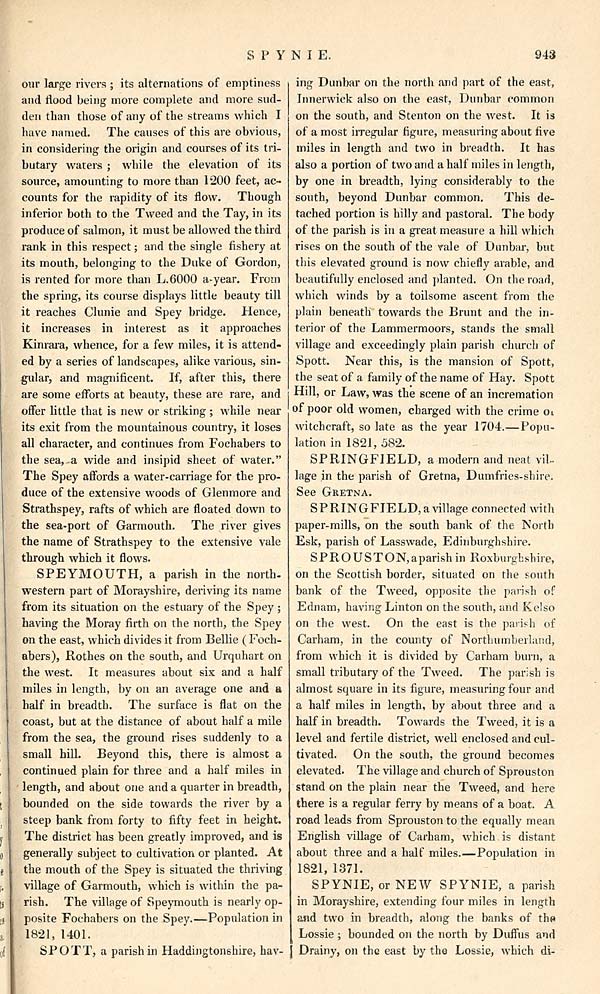 SPYNIE.
943
our large rivers; its alternations of emptiness
and flood being more complete and more sud-
den than those of any of the streams which I
have named. The causes of this are obvious,
in considering the origin and courses of its tri-
butary waters; while the elevation of its
source, amounting to more than 1200 feet, ac-
counts for the rapidity of its flow. Though
inferior both to the Tweed and the Tay, in its
produce of salmon, it must be allowed the third
rank in this respect; and the single fishery at
its mouth, belonging to the Duke of Gordon,
is rented for more than L.6000 a-year. From
the spring, its course displays little beauty till
it reaches Clunie and Spey bridge. Hence,
it increases in interest as it approaches
Kinrara, whence, for a few miles, it is attend-
ed by a series of landscapes, alike various, sin-
gular, and magnificent. If, after this, there
are some efforts at beauty, these are rare, and
offer little that is new or striking; while near
its exit from the mountainous country, it loses
all character, and continues from Fochabers to
the sea, a wide and insipid sheet of water."
The Spey affords a water-carriage for the pro-
duce of the extensive woods of Glenmore and
Strathspey, rafts of which are floated down to
the sea-port of Garmouth. The river gives
the name of Strathspey to the extensive vale
through which it flows.
SPEYMOUTH, a parish in the north-
western part of Morayshire, deriving its name
from its situation on the estuary of the Spey;
having the Moray firth on the north, the Spey
on the east, which divides it from Bellie (Foch-
abers), Rothes on the south, and Urquhart on
the west. It measures about six and a half
miles in length, by on an average one and a
half in breadth. The surface is flat on the
coast, but at the distance of about half a mile
from the sea, the ground rises suddenly to a
small hill. Beyond this, there is almost a
continued plain for three and a half miles in
length, and about one and a quarter in breadth,
bounded on the side towards the river by a
steep bank from forty to fifty feet in height.
The district has been greatly improved, and is
generally subject to cultivation or planted. At
the mouth of the Spey is situated the thriving
village of Garmouth, which is within the pa-
rish. The village of Speymouth is nearly op-
posite Fochabers on the Spey.—Population in
1821, 1401.
SPOTT, a parish in Haddingtonshire, hav-
ing Dunbar on the north and part of the east,
Innerwick also on the east, Dunbar common
on the south, and Stenton on the west. It is
of a most irregular figure, measuring about five
miles in length and two in breadth. It has
also a portion of two and a half miles in length,
by one in breadth, lying considerably to the
south, beyond Dunbar common. This de-
tached portion is hilly and pastoral. The body
of the parish is in a great measure a hill which
rises on the south of the vale of Dunbar, but
this elevated ground is now chiefly arable, and
beautifully enclosed and planted. On the road,
which winds by a toilsome ascent from the
plain beneath towards the Brunt and the in-
terior of the Lammermoors, stands the small
village and exceedingly plain parish church of
Spott. Near this, is the mansion of Spott,
the seat of a family of the name of Hay. Spott
Hill, or Law, was the scene of an incremation
of poor old women, charged with the crime of
witchcraft, so late as the year 1704.—Popu-
lation in 1821, 582.
SPRINGFIELD, a modern and neat vil-
lage in the parish of Gretna, Dumfries-shire.
See GRETNA.
SPRINGFIELD, a village connected with
paper-mills, on the south bank of the North
Esk, parish of Lasswade, Edinburghshire.
SPROUSTON, a parish in Roxburghshire,
on the Scottish border, situated on the south
bank of the Tweed, opposite the parish of
Ednam, having Linton on the south, and Kelso
on the west. On the east is the parish of
Carham, in the county of Northumberland,
from which it is divided by Carham burn, a
small tributary of the Tweed. The parish is
almost square in its figure, measuring four and
a half miles in length, by about three and a
half in breadth. Towards the Tweed, it is a
level and fertile district, well enclosed and cul-
tivated. On the south, the ground becomes
elevated. The village and church of Sprouston
stand on the plain near the Tweed, and here
there is a regular ferry by means of a boat. A
road leads from Sprouston to the equally mean
English village of Carham, which is distant
about three and a half miles.—Population in
1821, 1371.
SPYNIE, or NEW SPYNIE, a parish
in Morayshire, extending four miles in length
and two in breadth, along the banks of the
Lossie; bounded on the north by Duffus and
Drainy, on the east by the Lossie, which di-